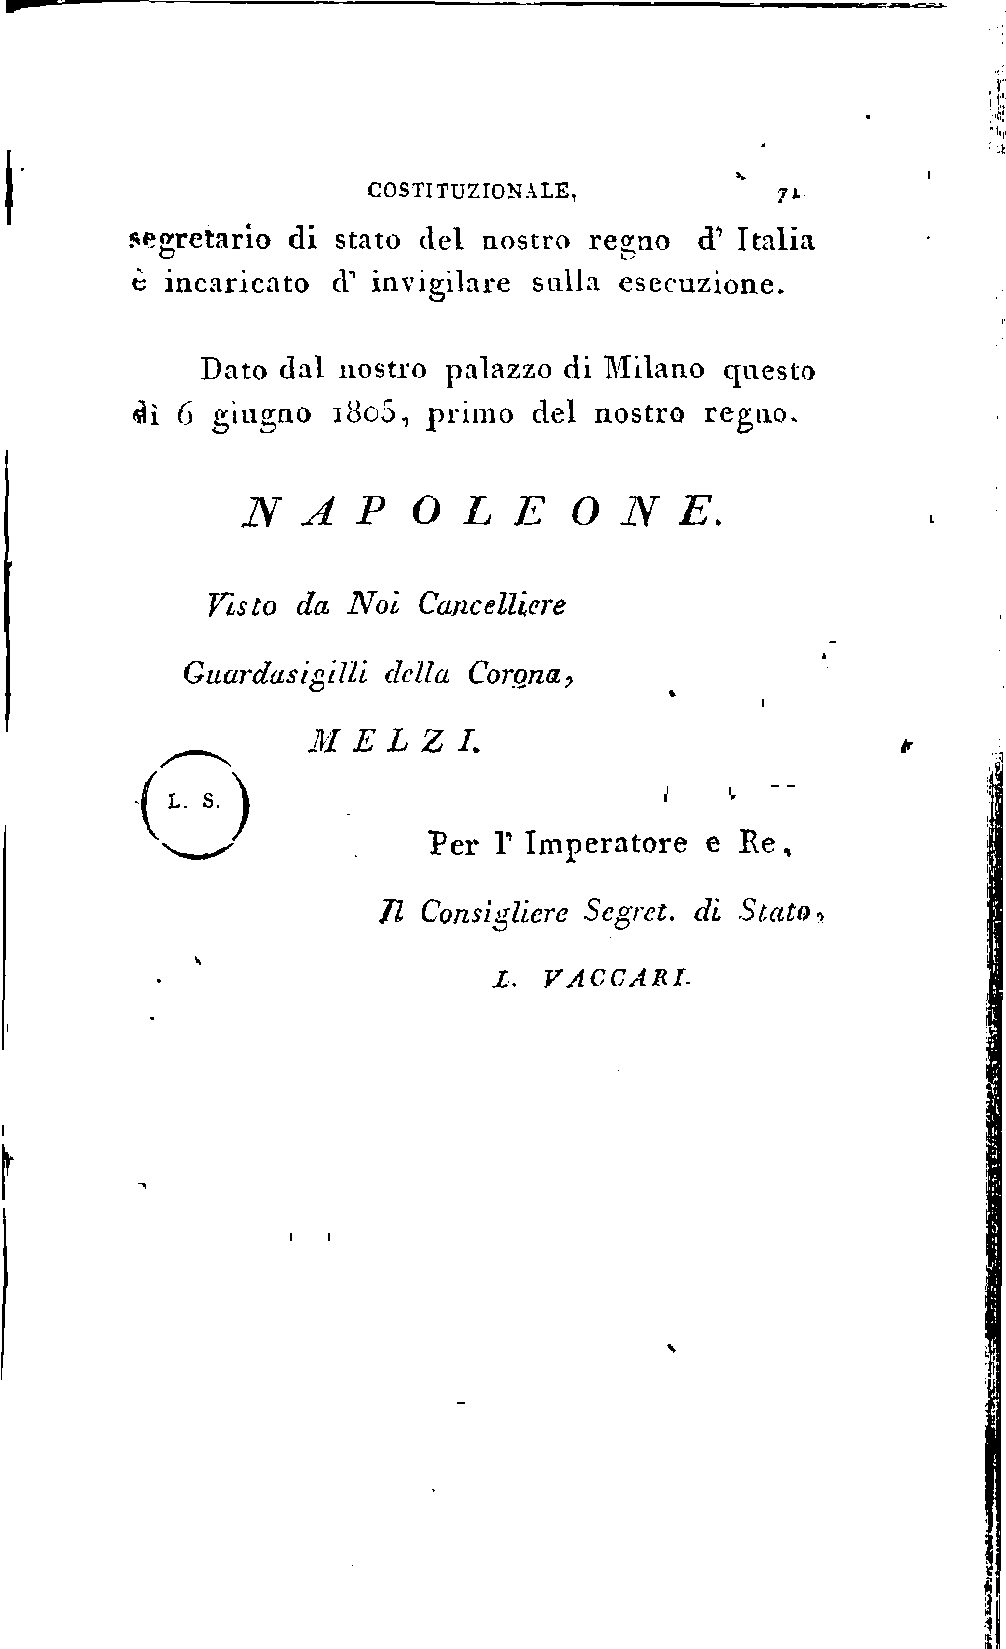 COSTITUZIONALE, 71
segretario di stato del nostro regno d' Italia
è incaricato d' invigilare sulla esecuzione.
Dato dal nostro palazzo di Milano questo
dì 6 giugno 1805, primo del nostro regno.
NAPOLEONE.
Visto da Noi Cancelliere
Guardasigilli della Corona,
MELZI.
L. S.
Per l' Imperatore e Re,
Il Consigliere Segret. di Stato,
L. VACCARI.